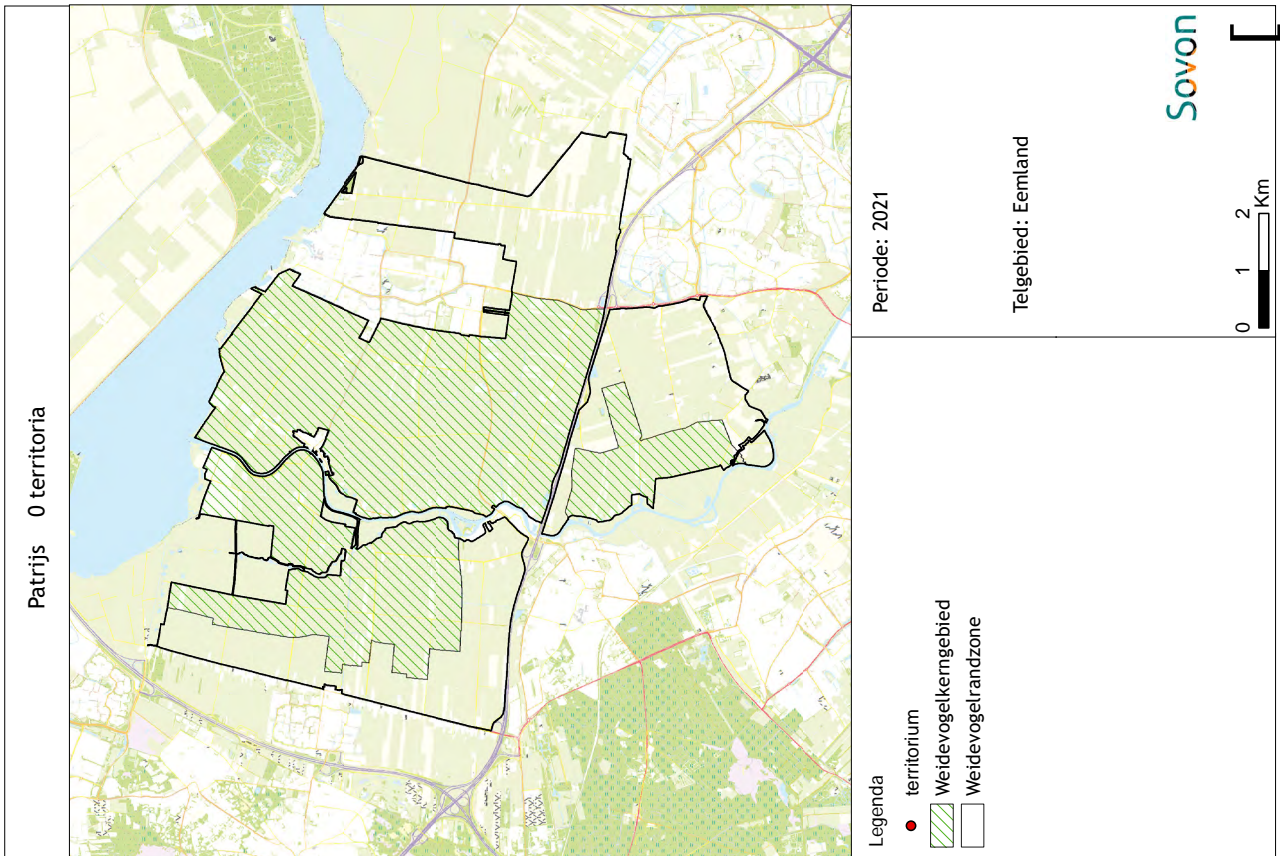 Patrijs 0 territoria
Legenda
territorium
Weidevogelkerngebied
Weidevogelrandzone
Periode: 2021
Telgebied: Eemland
0 1 2
Km
Sovon